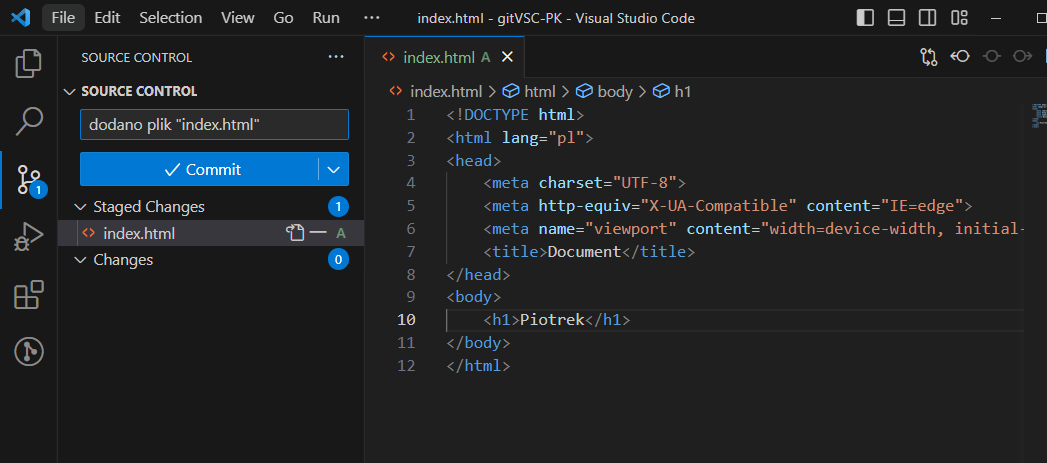 File Edit Selection View Go Run ··· index.html - gitVSC-PK - Visual Studio Code
SOURCE CONTROL ···
index.html A
SOURCE CONTROL
index.html > html > body > h1
dodano plik "index.html"
Commit
Staged Changes 1
index.html A
Changes 0
1
1 <!DOCTYPE html>
2 <html lang="pl">
3 <head>
4 <meta charset="UTF-8">
5 <meta http-equiv="X-UA-Compatible" content="IE=edge">
6 <meta name="viewport" content="width=device-width, initial-
7 <title>Document</title>
8 </head>
9 <body>
10 <h1>Piotrek</h1>
11 </body>
12 </html>